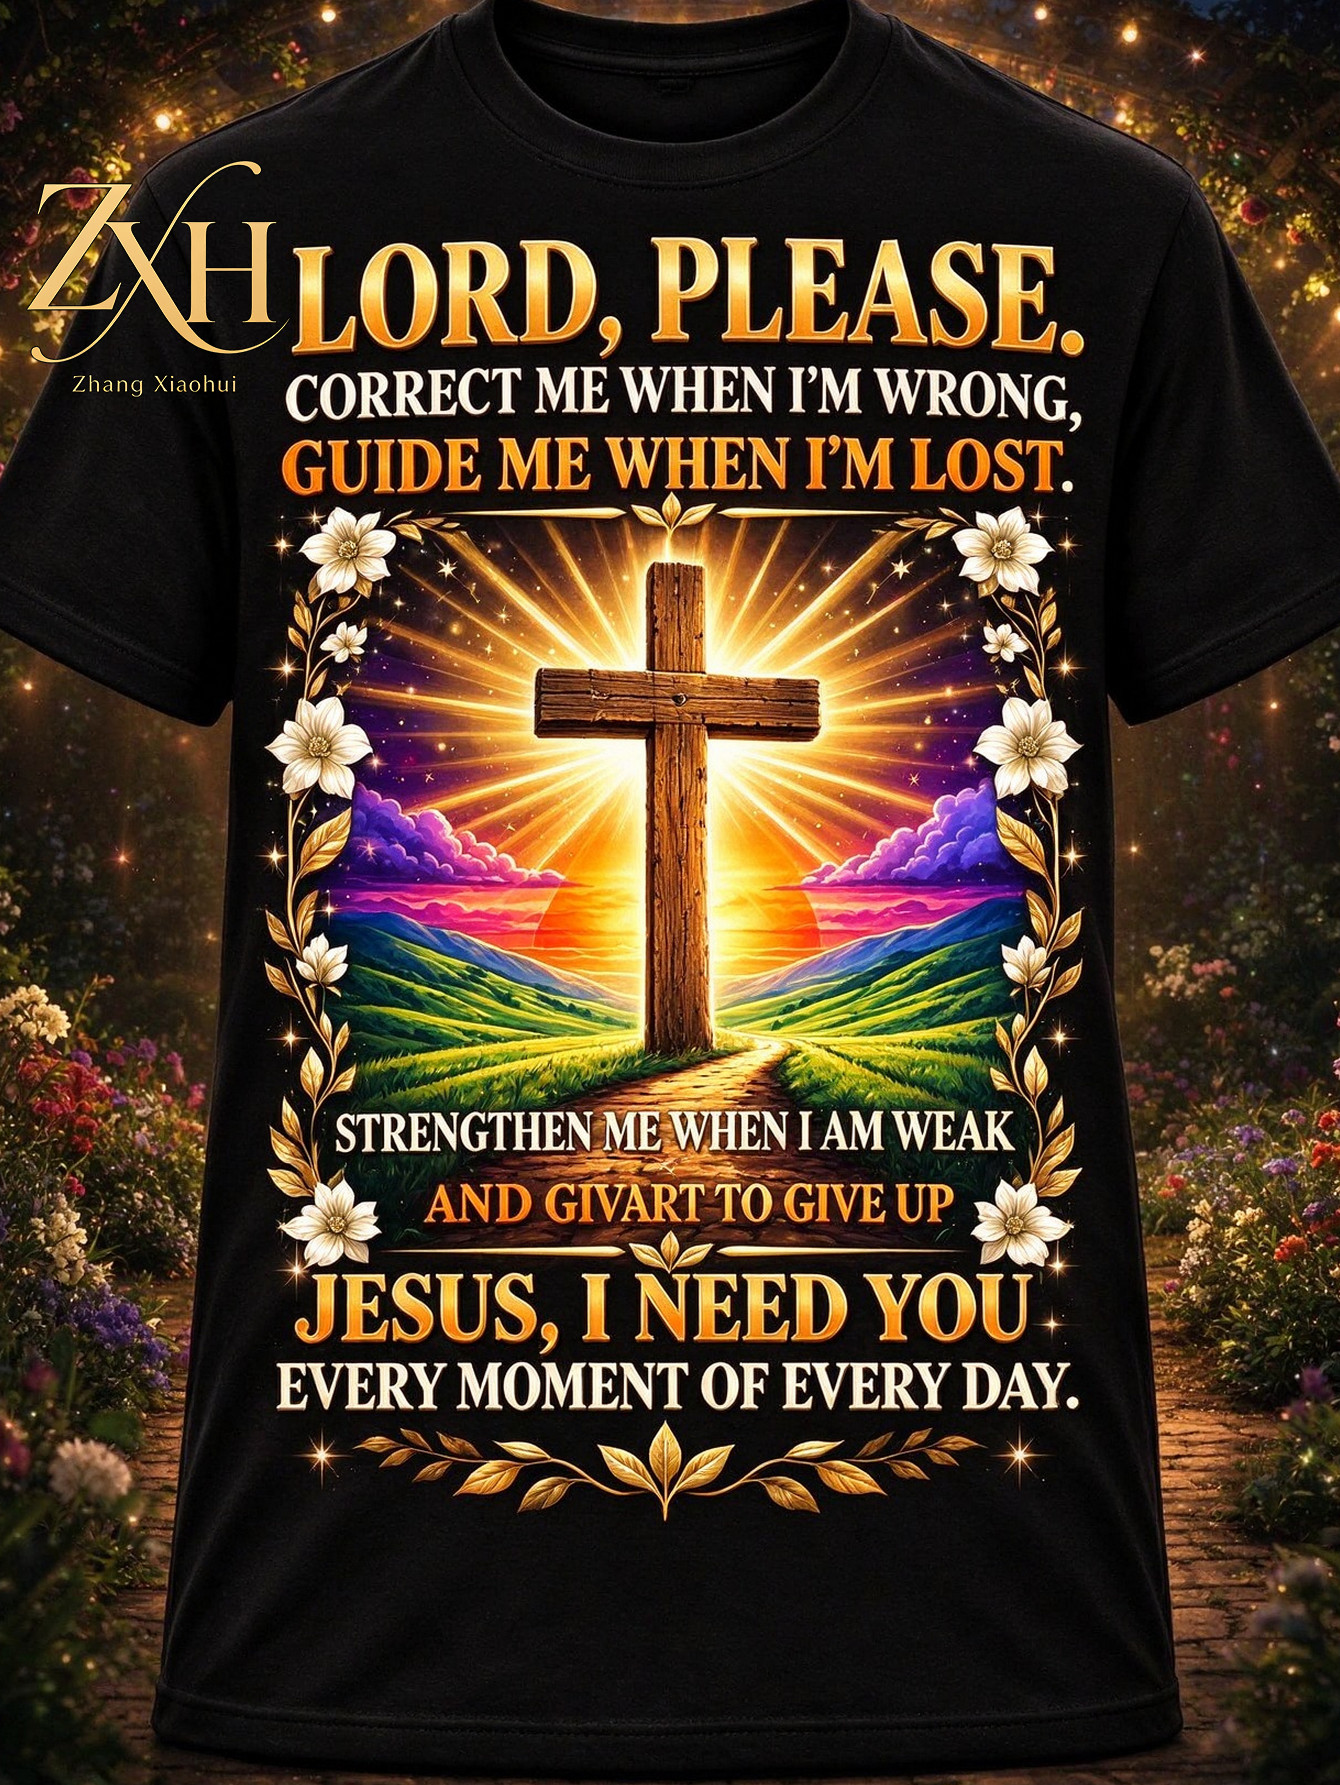 ZXH
Zhang Xiaohui
LORD, PLEASE.
CORRECT ME WHEN I'M WRONG,
GUIDE ME WHEN I'M LOST.
STRENGTHEN ME WHEN I AM WEAK
AND GIVART TO GIVE UP
JESUS, I NEED YOU
EVERY MOMENT OF EVERY DAY.